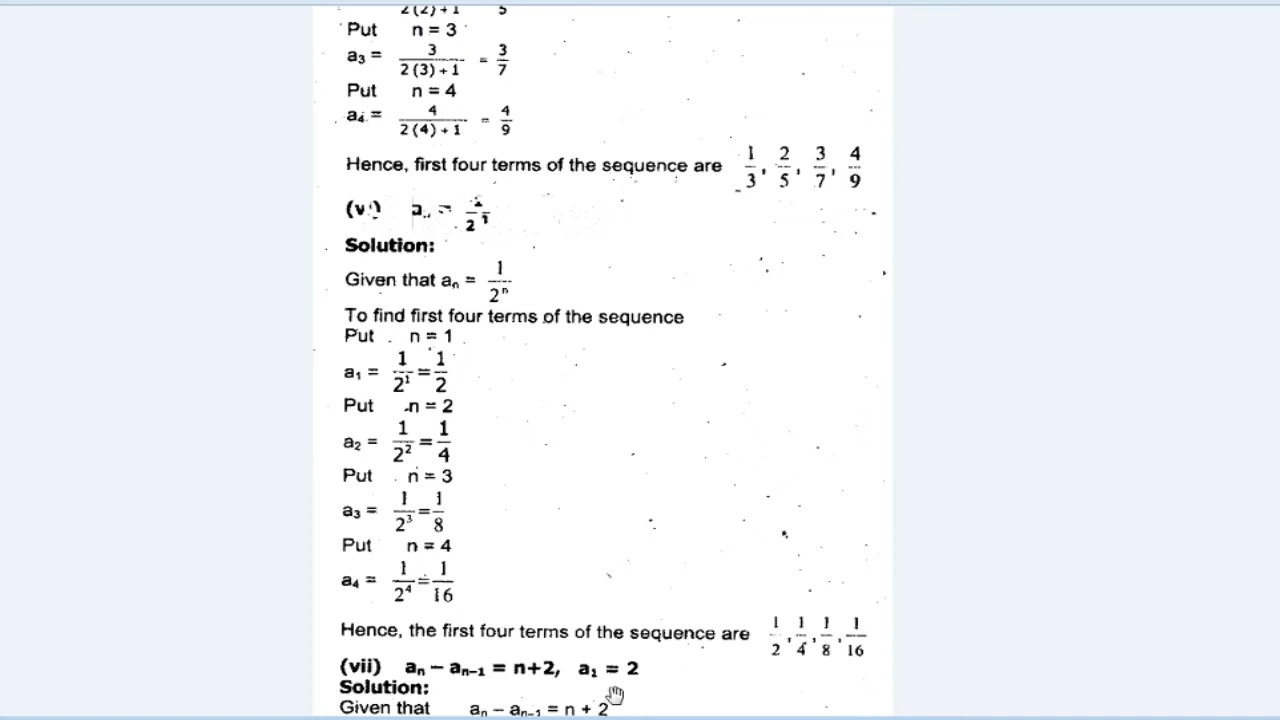 2(2)+1 5
Put n = 3
a₃ = 3/(2(3)+1) = 3/7
Put n = 4
a₄ = 4/(2(4)+1) = 4/9
Hence, first four terms of the sequence are 1/3, 2/5, 3/7, 4/9
Solution:
Given that aₙ = 1/2ⁿ
To find first four terms of the sequence
Put n = 1
a₁ = 1/2¹ = 1/2
Put n = 2
a₂ = 1/2² = 1/4
Put n = 3
a₃ = 1/2³ = 1/8
Put n = 4
a₄ = 1/2⁴ = 1/16
Hence, the first four terms of the sequence are 1/2, 1/4, 1/8, 1/16
(vii) aₙ − aₙ₋₁ = n+2, a₁ = 2
Solution:
Given that aₙ − aₙ₋₁ = n + 2